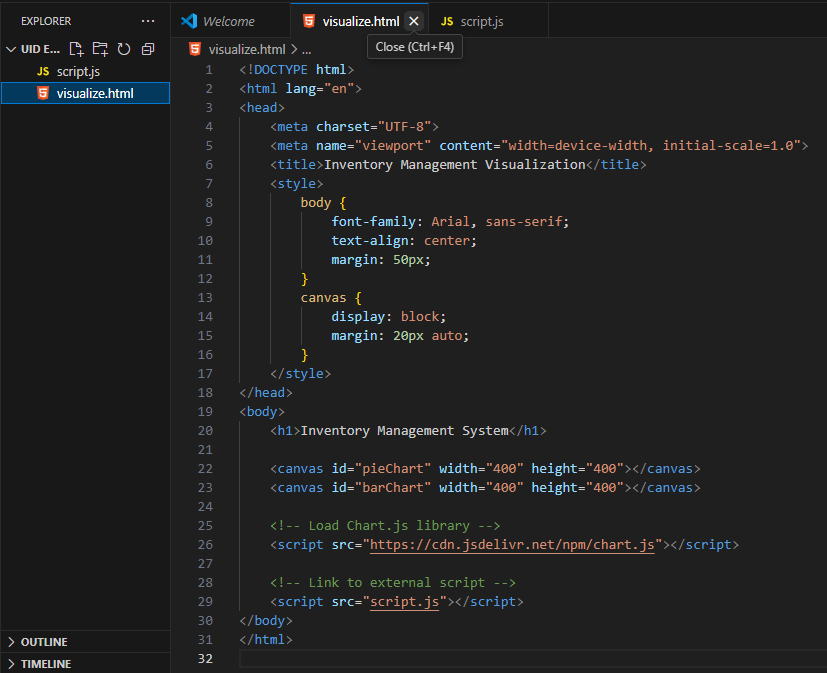 EXPLORER
Welcome
visualize.html
JS script.js
UID E...
visualize.html > ...
Close (Ctrl+F4)
JS script.js
visualize.html
1 <!DOCTYPE html>
2 <html lang="en">
3 <head>
4 <meta charset="UTF-8">
5 <meta name="viewport" content="width=device-width, initial-scale=1.0">
6 <title>Inventory Management Visualization</title>
7 <style>
8 body {
9 font-family: Arial, sans-serif;
10 text-align: center;
11 margin: 50px;
12 }
13 canvas {
14 display: block;
15 margin: 20px auto;
16 }
17 </style>
18 </head>
19 <body>
20 <h1>Inventory Management System</h1>
21
22 <canvas id="pieChart" width="400" height="400"></canvas>
23 <canvas id="barChart" width="400" height="400"></canvas>
24
25 <!-- Load Chart.js library -->
26 <script src="https://cdn.jsdelivr.net/npm/chart.js"></script>
27
28 <!-- Link to external script -->
29 <script src="script.js"></script>
30 </body>
31 </html>
32
OUTLINE
TIMELINE